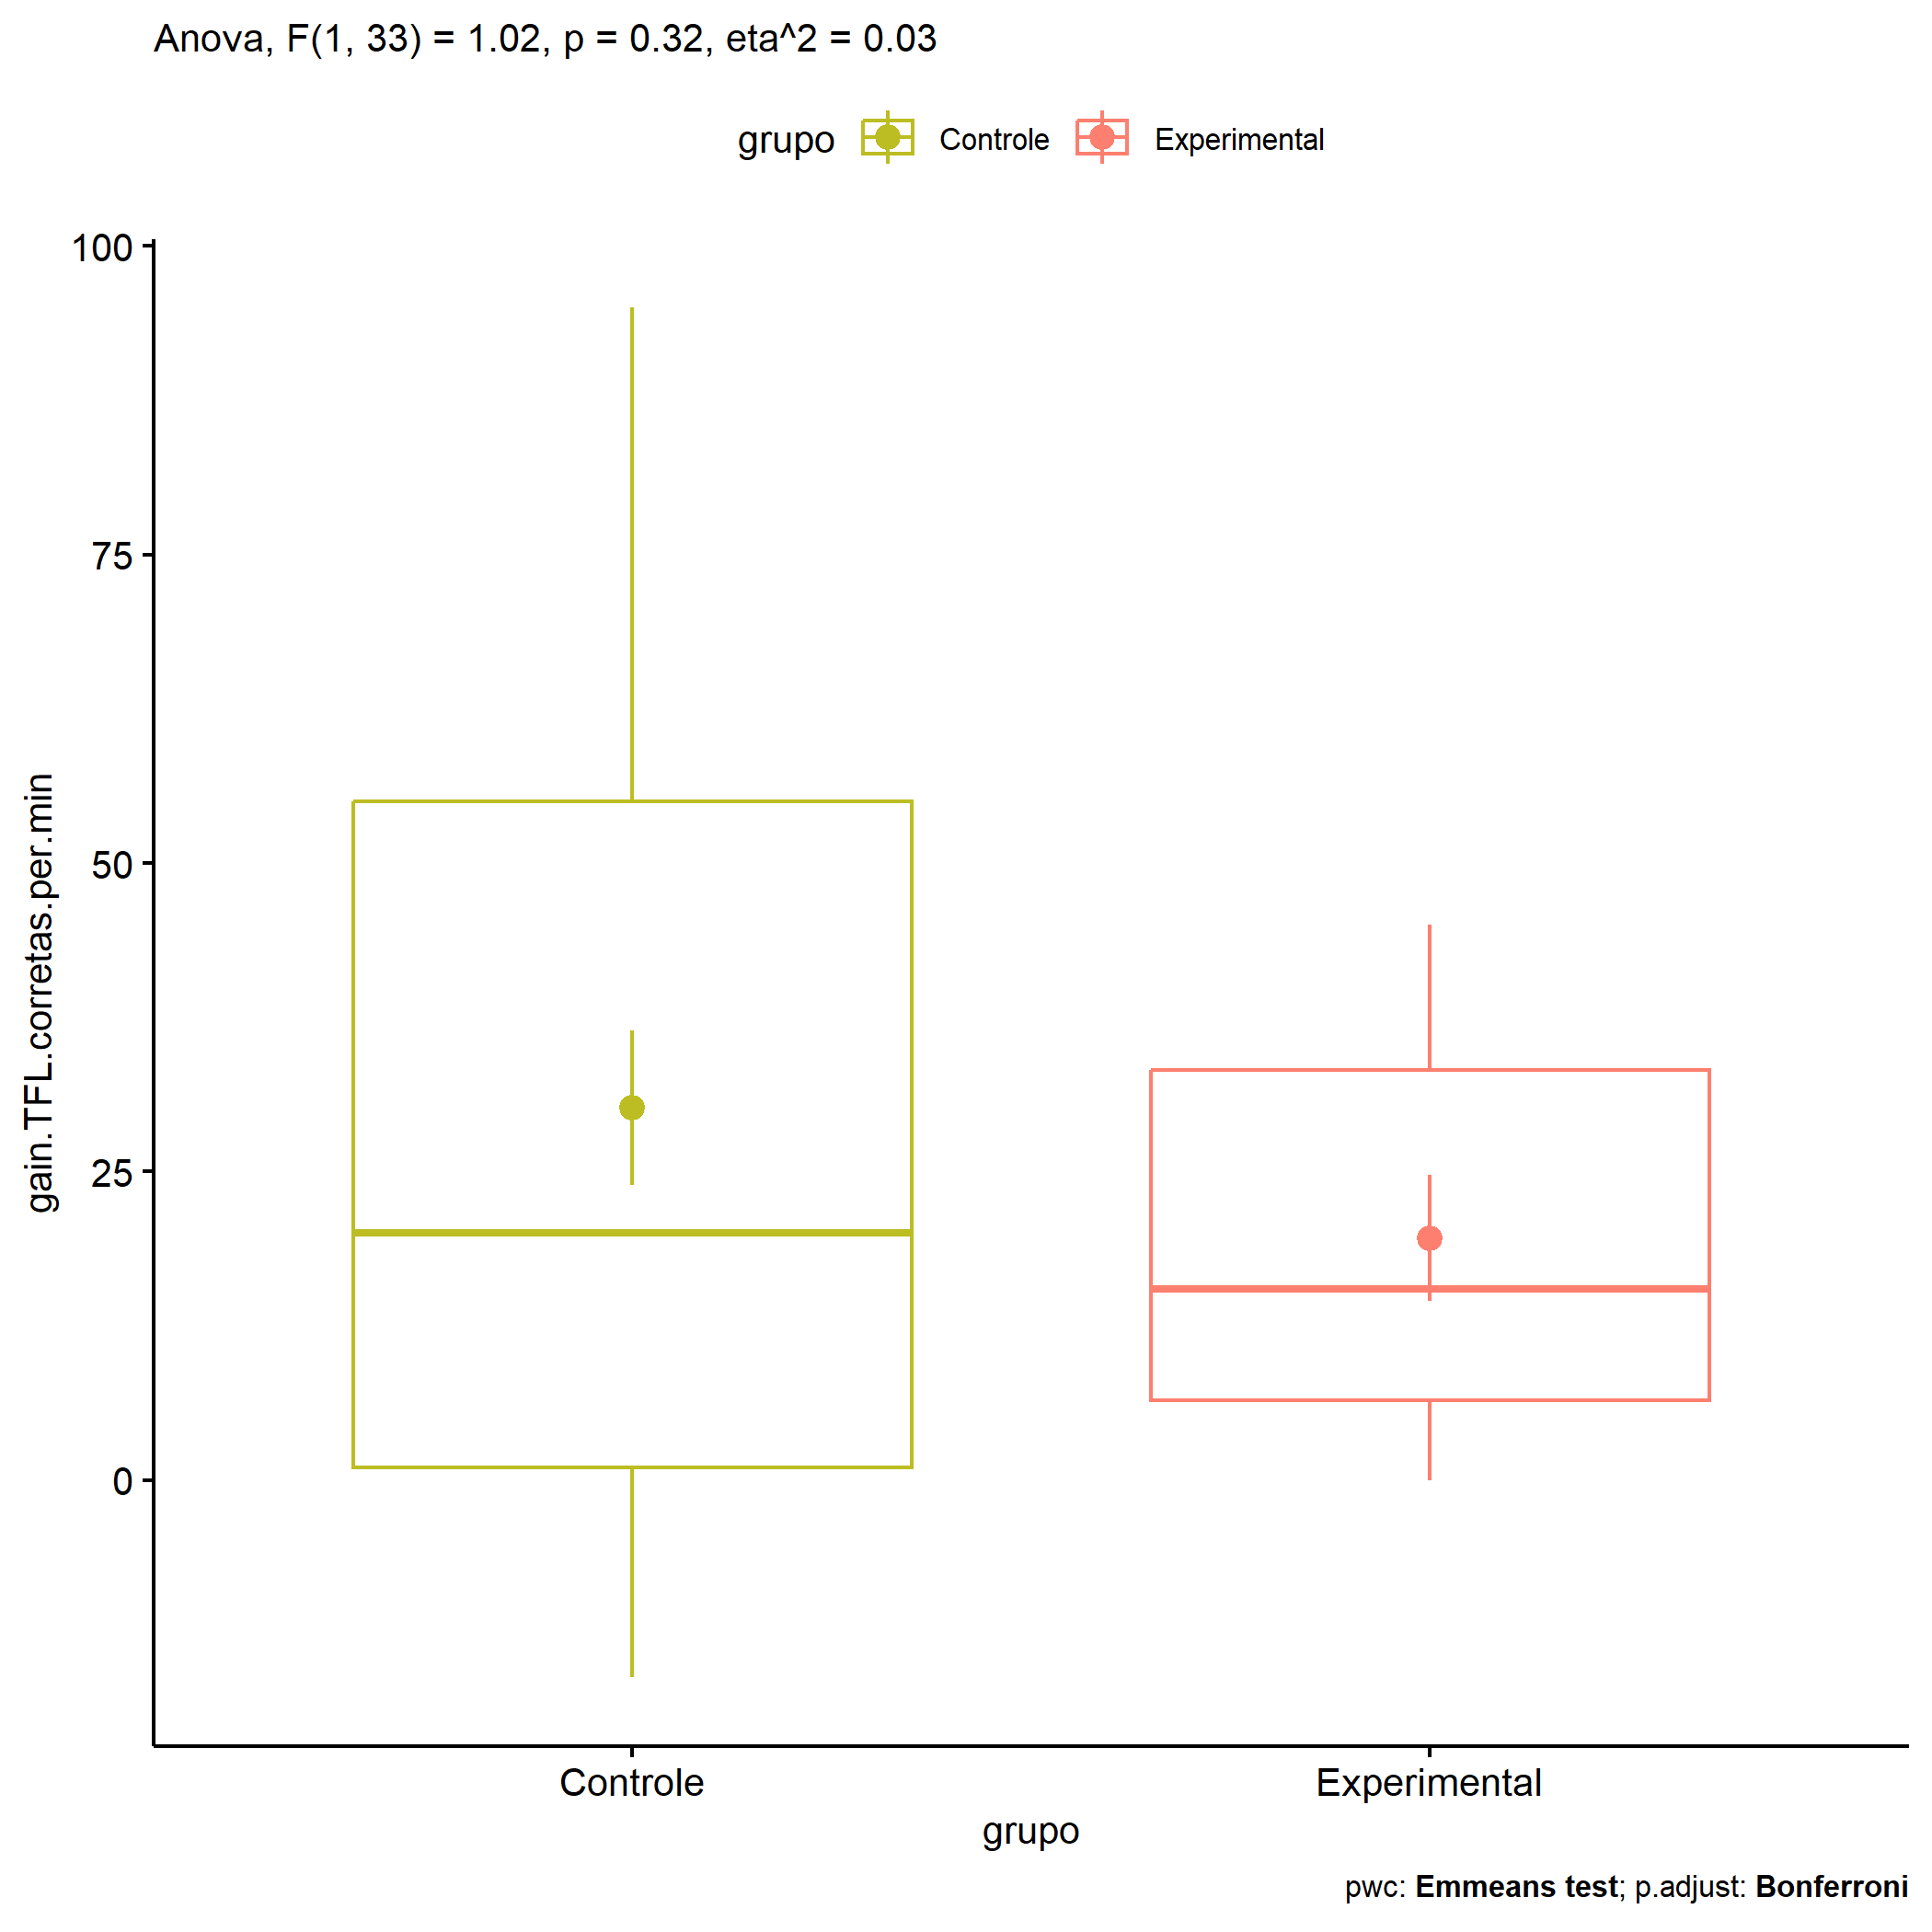 Anova, F(1, 33) = 1.02, p = 0.32, eta^2 = 0.03
grupo Controle Experimental
100
75
50
25
0
gain.TFL.corretas.per.min
Controle Experimental
grupo
pwc: Emmeans test; p.adjust: Bonferroni